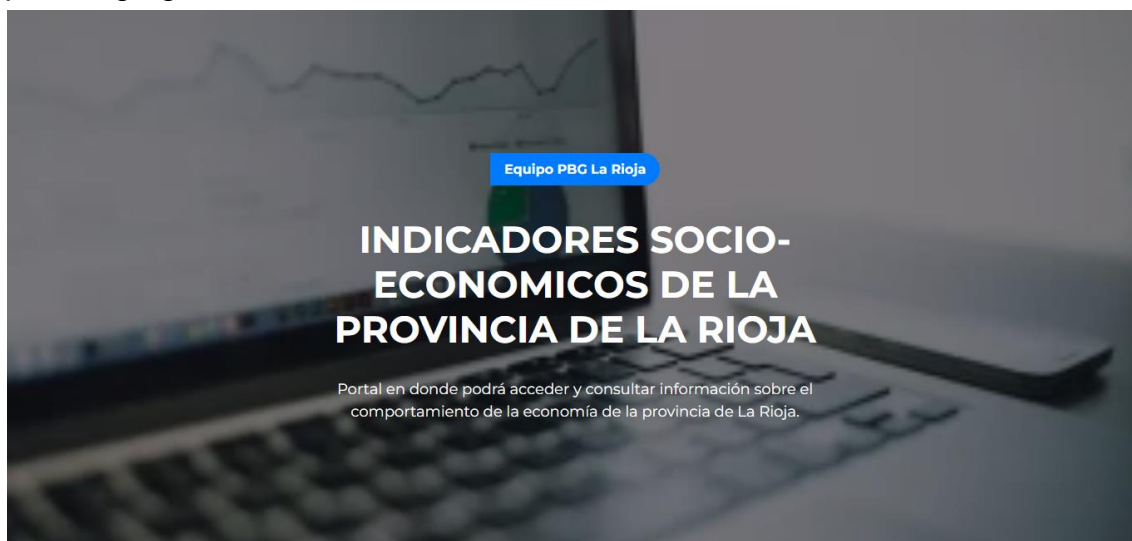 Equipo PBG La Rioja
INDICADORES SOCIO-
ECONOMICOS DE LA
PROVINCIA DE LA RIOJA
Portal en donde podrá acceder y consultar información sobre el
comportamiento de la economía de la provincia de La Rioja.